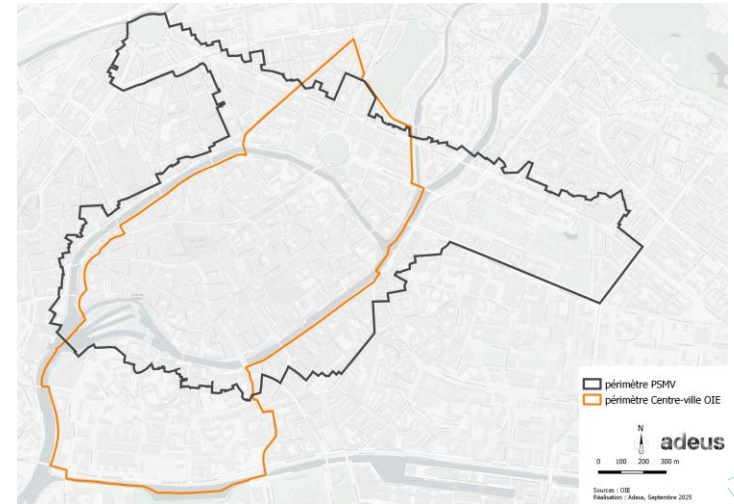 périmètre PSMV
périmètre Centre-ville OIE
N
adeus
0 100 200 300 m
Sources : OIE
Réalisation : Adeus, Septembre 2025